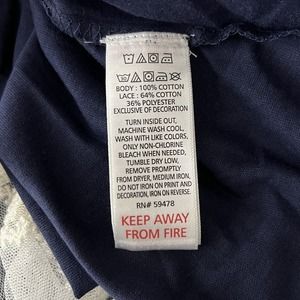 BODY : 100% COTTON
LACE : 64% COTTON
36% POLYESTER
EXCLUSIVE OF DECORATION
TURN INSIDE OUT,
MACHINE WASH COOL,
WASH WITH LIKE COLORS,
ONLY NON-CHLORINE
BLEACH WHEN NEEDED,
TUMBLE DRY LOW,
REMOVE PROMPTLY
FROM DRYER, MEDIUM IRON,
DO NOT IRON ON PRINT AND
DECORATION, IRON ON REVERSE.
RN# 59478
KEEP AWAY
FROM FIRE